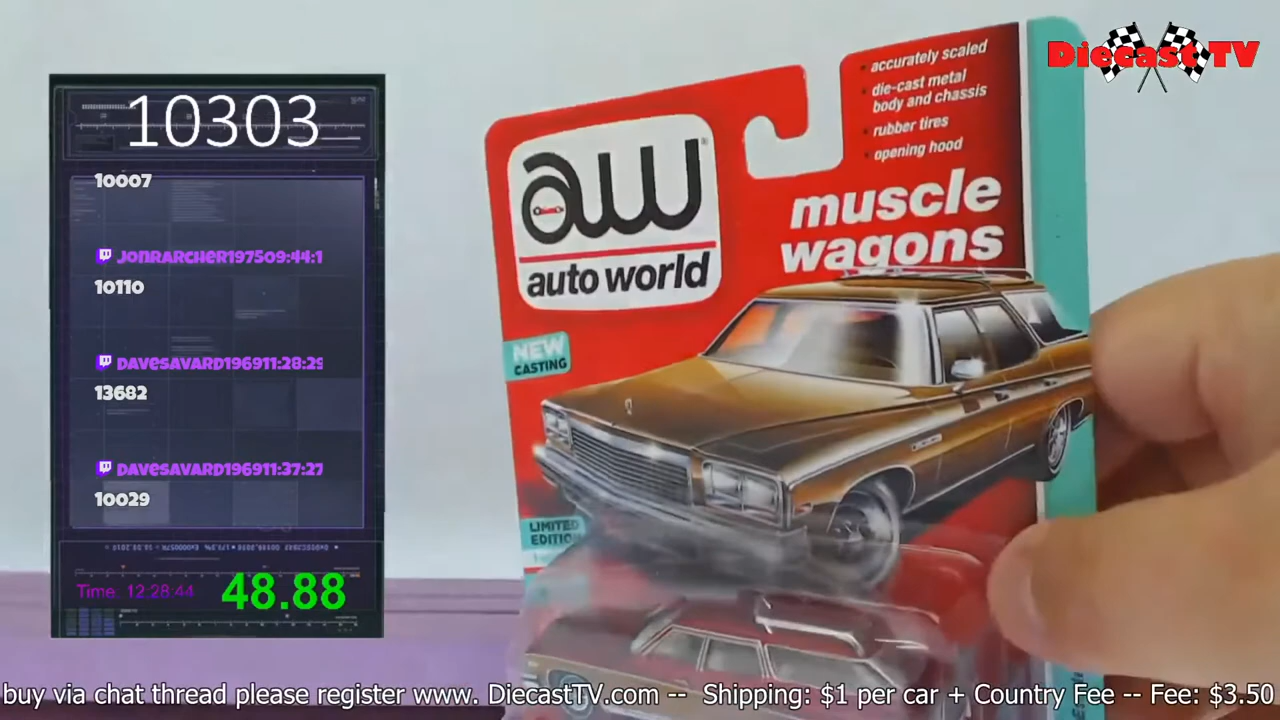 10303
10007
JONRARCHER197509:44:1
10110
DAVESAVARD196911:28:29
13682
DAVESAVARD196911:37:27
10029
Time: 12:28:44
48.88
Diecast TV
• accurately scaled
• die-cast metal
body and chassis
• rubber tires
• opening hood
aw®
auto world
muscle
wagons
NEW
CASTING
LIMITED
EDITION
buy via chat thread please register www. DiecastTV.com -- Shipping: $1 per car + Country Fee -- Fee: $3.50